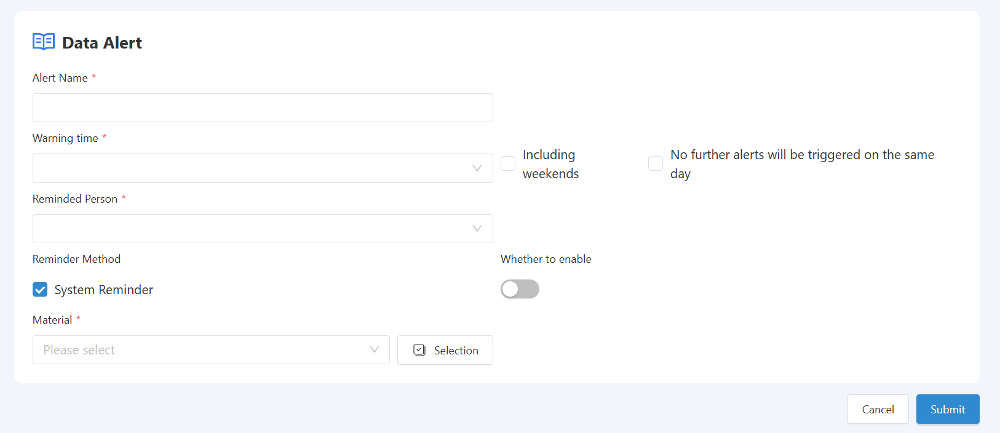 Data Alert
Alert Name *
Warning time *
Including
weekends
No further alerts will be triggered on the same
day
Reminded Person *
Reminder Method
Whether to enable
System Reminder
Material *
Please select
Selection
Cancel
Submit